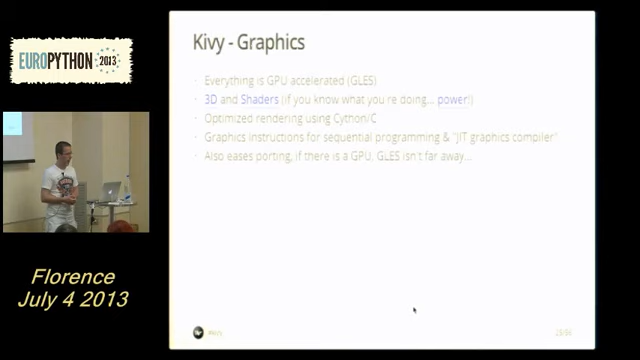 EUROPYTHON 2013
Florence
July 4 2013
Kivy - Graphics
· Everything is GPU accelerated (GLES)
· 3D and Shaders (if you know what you're doing... power!)
· Optimized rendering using Cython/C
· Graphics instructions for sequential programming & "JIT graphics compiler"
· Also eases porting, if there is a GPU, GLES isn't far away...
Kivy